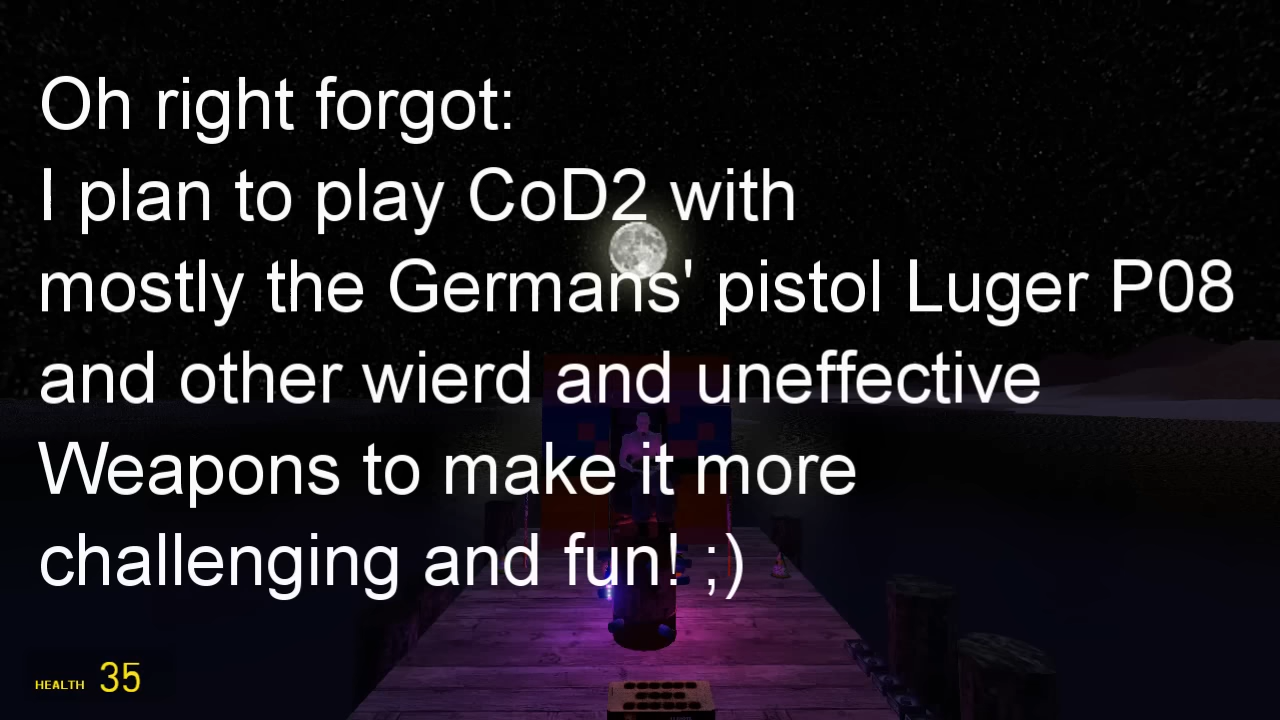 Oh right forgot:
I plan to play CoD2 with
mostly the Germans' pistol Luger P08
and other wierd and uneffective
Weapons to make it more
challenging and fun! ;)
HEALTH 35